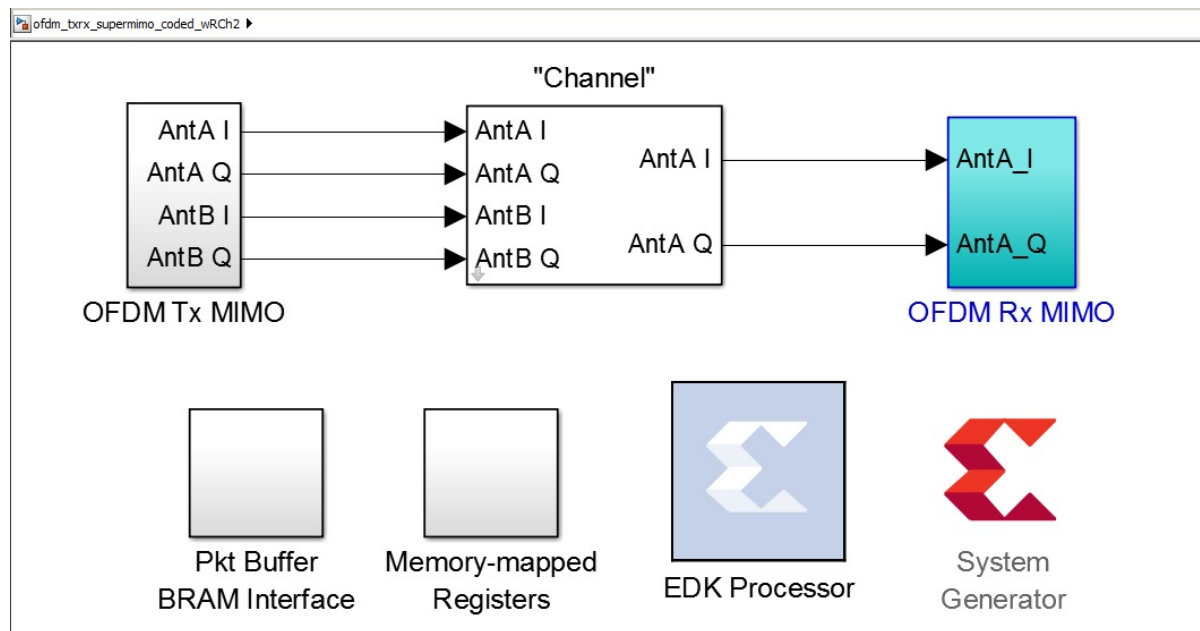 ofdm_txrx_supermimo_coded_wRCh2
"Channel"
AntA I
AntA Q
AntB I
AntB Q
OFDM Tx MIMO
AntA I
AntA Q
AntB I
AntB Q
AntA I
AntA Q
AntA_I
AntA_Q
OFDM Rx MIMO
Pkt Buffer
BRAM Interface
Memory-mapped
Registers
EDK Processor
System
Generator